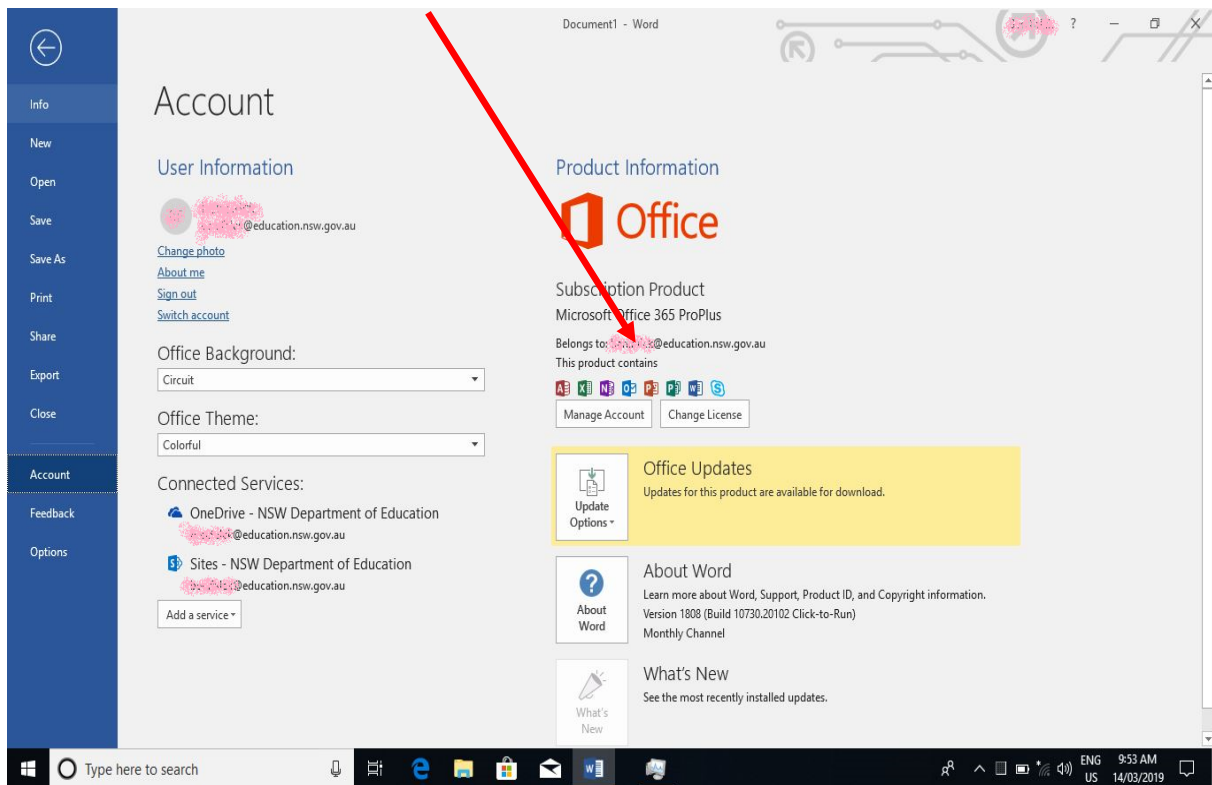 Document1 - Word
?
Info
New
Open
Save
Save As
Print
Share
Export
Close
Account
Feedback
Options
Account
User Information
@education.nsw.gov.au
Change photo
About me
Sign out
Switch account
Office Background:
Circuit
Office Theme:
Colorful
Connected Services:
OneDrive - NSW Department of Education
@education.nsw.gov.au
Sites - NSW Department of Education
@education.nsw.gov.au
Add a service
Product Information
Office
Subscription Product
Microsoft Office 365 ProPlus
Belongs to: @education.nsw.gov.au
This product contains
Manage Account
Change License
Update
Options
Office Updates
Updates for this product are available for download.
About
Word
About Word
Learn more about Word, Support, Product ID, and Copyright information.
Version 1808 (Build 10730.20102 Click-to-Run)
Monthly Channel
What's
New
What's New
See the most recently installed updates.
Type here to search
ENG
US
9:53 AM
14/03/2019